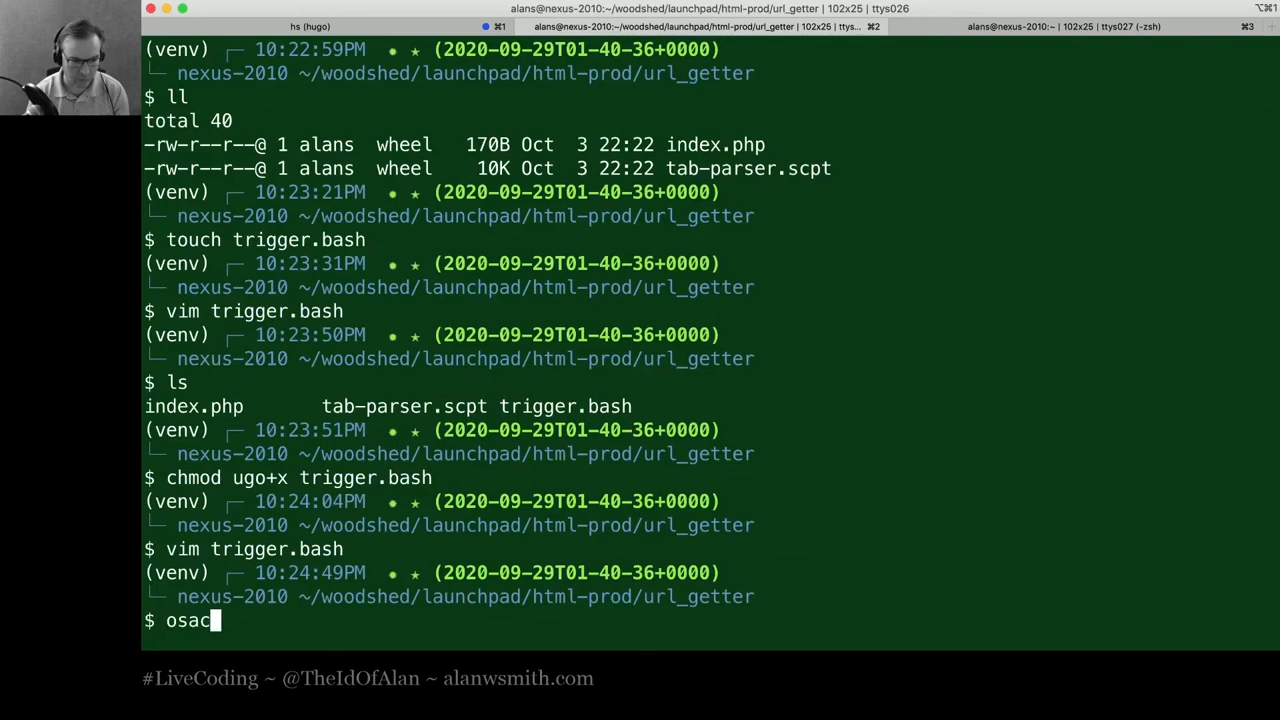 alans@nexus-2010:~/woodshed/launchpad/html-prod/url_getter | 102x25 | ttys026
⌥⌘1
hs (hugo)
⌘1
alans@nexus-2010:~/woodshed/launchpad/html-prod/url_getter | 102x25 | ttys...
⌘2
alans@nexus-2010:~ | 102x25 | ttys027 (-zsh)
⌘3
(venv) ┌─ 10:22:59PM ✹ ★ (2020-09-29T01-40-36+0000)
└─ nexus-2010 ~/woodshed/launchpad/html-prod/url_getter
$ ll
total 40
-rw-r--r--@ 1 alans  wheel   170B Oct  3 22:22 index.php
-rw-r--r--@ 1 alans  wheel    10K Oct  3 22:22 tab-parser.scpt
(venv) ┌─ 10:23:21PM ✹ ★ (2020-09-29T01-40-36+0000)
└─ nexus-2010 ~/woodshed/launchpad/html-prod/url_getter
$ touch trigger.bash
(venv) ┌─ 10:23:31PM ✹ ★ (2020-09-29T01-40-36+0000)
└─ nexus-2010 ~/woodshed/launchpad/html-prod/url_getter
$ vim trigger.bash
(venv) ┌─ 10:23:50PM ✹ ★ (2020-09-29T01-40-36+0000)
└─ nexus-2010 ~/woodshed/launchpad/html-prod/url_getter
$ ls
index.php       tab-parser.scpt trigger.bash
(venv) ┌─ 10:23:51PM ✹ ★ (2020-09-29T01-40-36+0000)
└─ nexus-2010 ~/woodshed/launchpad/html-prod/url_getter
$ chmod ugo+x trigger.bash
(venv) ┌─ 10:24:04PM ✹ ★ (2020-09-29T01-40-36+0000)
└─ nexus-2010 ~/woodshed/launchpad/html-prod/url_getter
$ vim trigger.bash
(venv) ┌─ 10:24:49PM ✹ ★ (2020-09-29T01-40-36+0000)
└─ nexus-2010 ~/woodshed/launchpad/html-prod/url_getter
$ osac
#LiveCoding ~ @TheIdOfAlan ~ alanwsmith.com